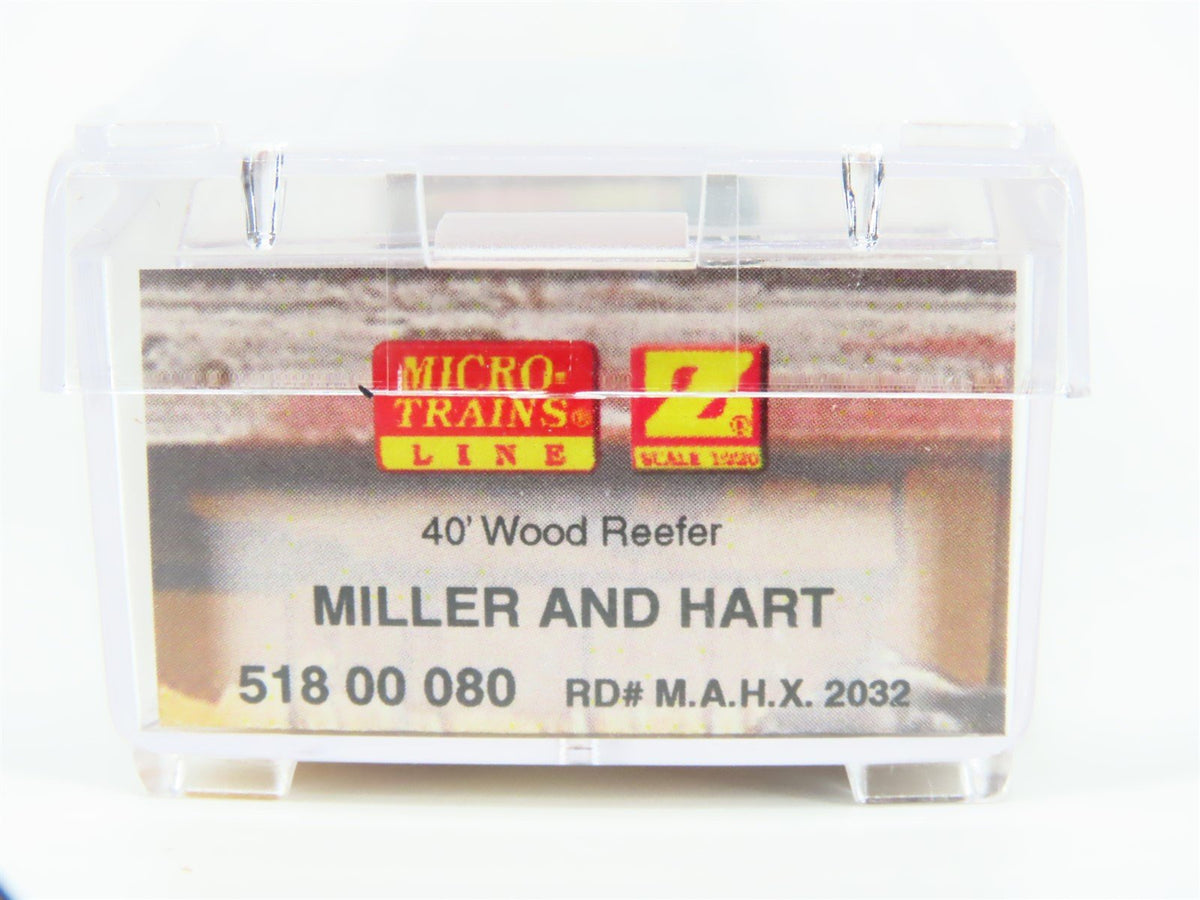 MICRO-
TRAINS®
LINE
Z®
SCALE 1:220
40' Wood Reefer
MILLER AND HART
518 00 080 RD# M.A.H.X. 2032